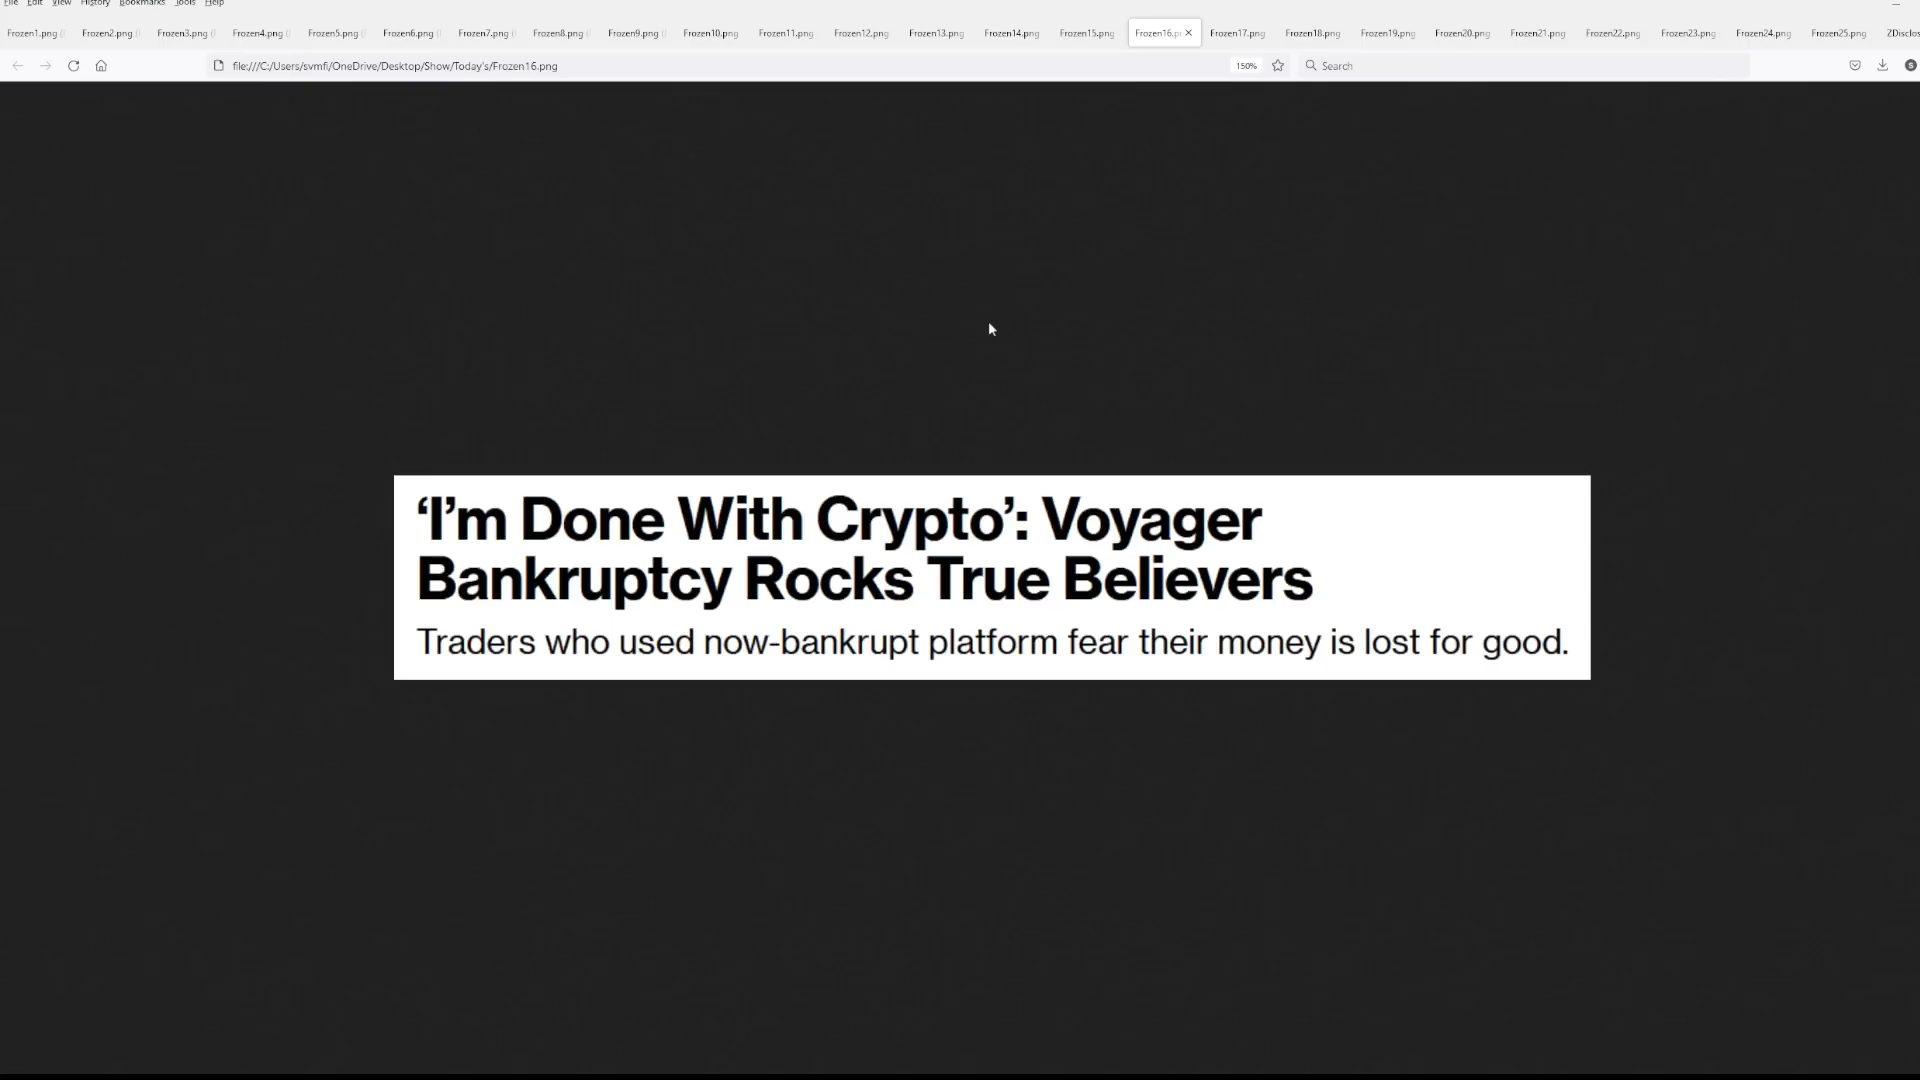 File Edit View History Bookmarks Tools Help
Frozen1.png Frozen2.png Frozen3.png Frozen4.png Frozen5.png Frozen6.png Frozen7.png Frozen8.png Frozen9.png Frozen10.png Frozen11.png Frozen12.png Frozen13.png Frozen14.png Frozen15.png Frozen16.p Frozen17.png Frozen18.png Frozen19.png Frozen20.png Frozen21.png Frozen22.png Frozen23.png Frozen24.png Frozen25.png ZDisclos
file:///C:/Users/svmfi/OneDrive/Desktop/Show/Today's/Frozen16.png 150% Search S
‘I’m Done With Crypto’: Voyager
Bankruptcy Rocks True Believers
Traders who used now-bankrupt platform fear their money is lost for good.